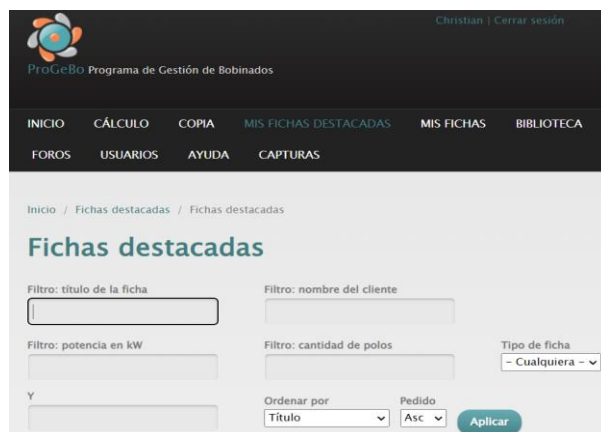 Christian | Cerrar sesión
ProGeBo Programa de Gestión de Bobinados
INICIO CÁLCULO COPIA MIS FICHAS DESTACADAS MIS FICHAS BIBLIOTECA
FOROS USUARIOS AYUDA CAPTURAS
Inicio / Fichas destacadas / Fichas destacadas
Fichas destacadas
Filtro: título de la ficha Filtro: nombre del cliente
Filtro: potencia en kW Filtro: cantidad de polos Tipo de ficha
- Cualquiera -
Y Ordenar por Pedido
Título Asc Aplicar